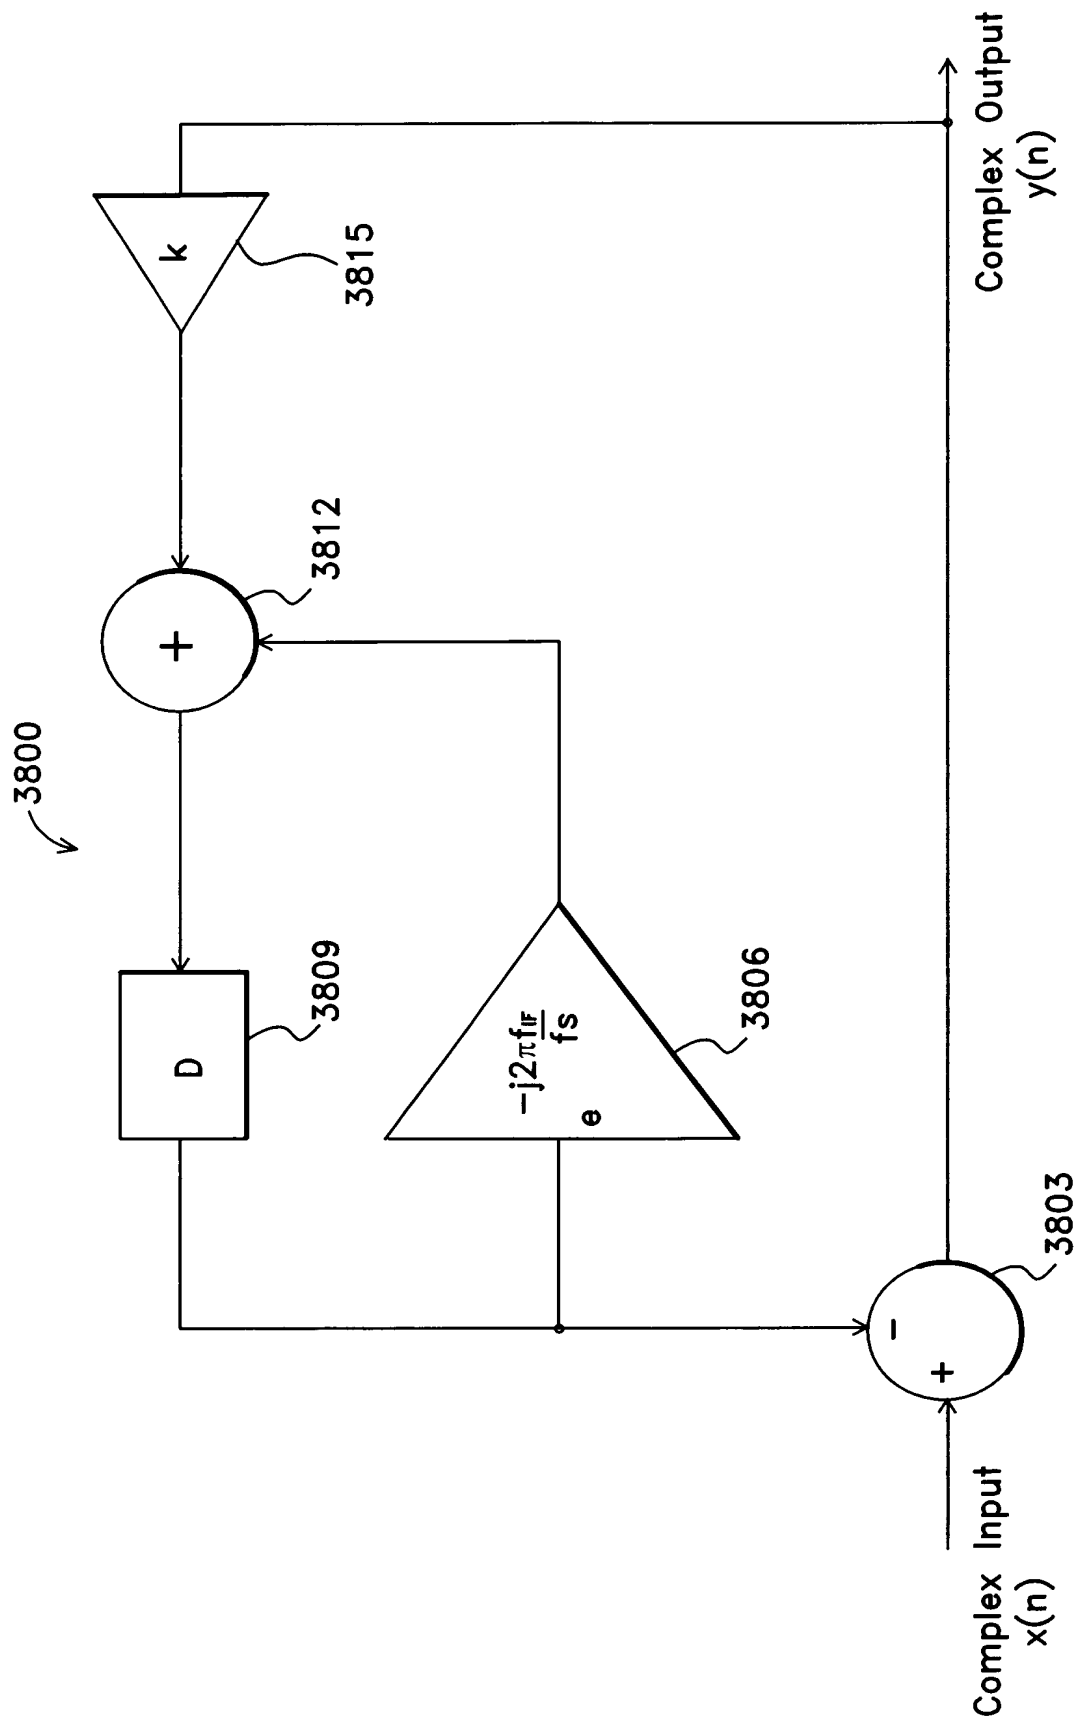 3800
D
3809
+
3812
k
3815
-j2πf_IF
fs
e
3806
+
-
3803
Complex Input
x(n)
Complex Output
y(n)